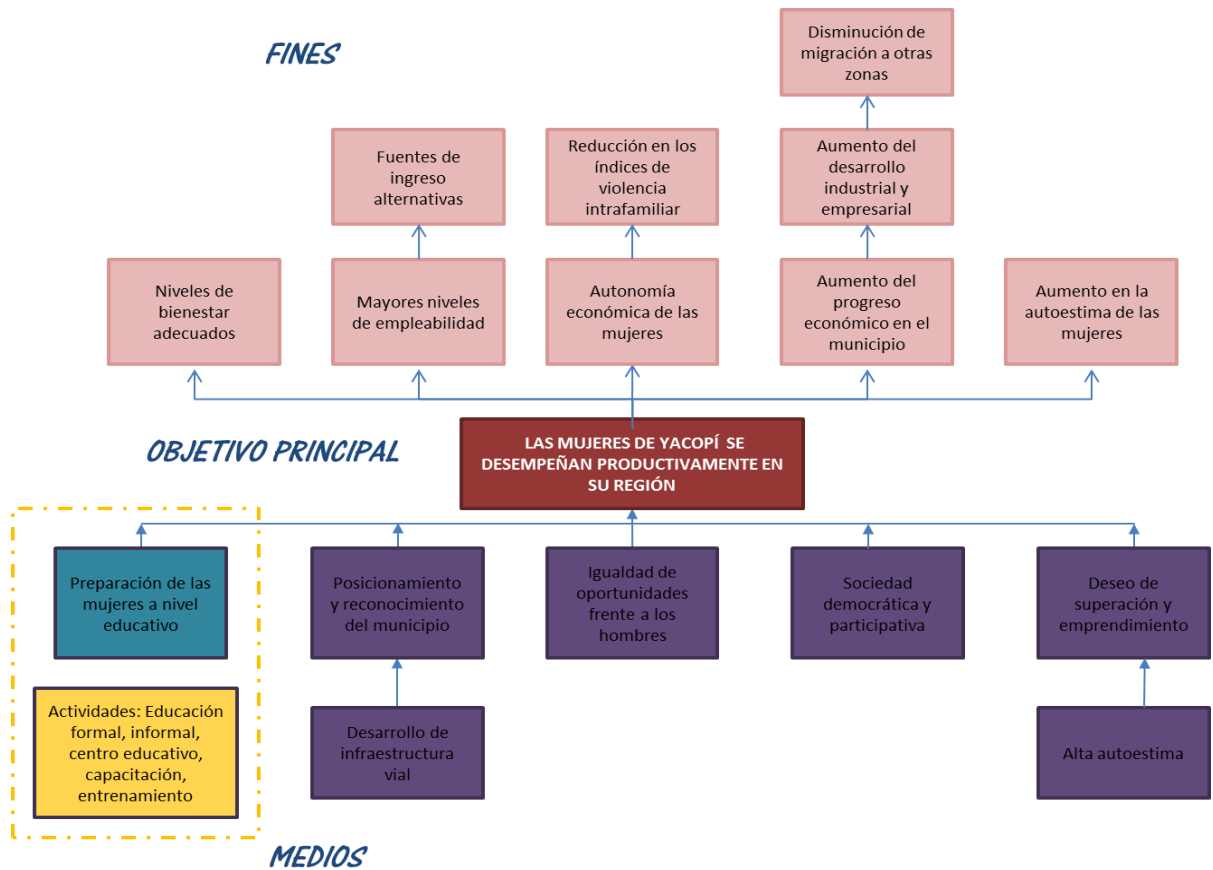 FINES
Disminución de
migración a otras
zonas
Fuentes de
ingreso
alternativas
Reducción en los
índices de
violencia
intrafamiliar
Aumento del
desarrollo
industrial y
empresarial
Niveles de
bienestar
adecuados
Mayores niveles
de empleabilidad
Autonomía
económica de las
mujeres
Aumento del
progreso
económico en el
municipio
Aumento en la
autoestima de las
mujeres
OBJETIVO PRINCIPAL
LAS MUJERES DE YACOPÍ SE
DESEMPEÑAN PRODUCTIVAMENTE EN
SU REGIÓN
Preparación de las
mujeres a nivel
educativo
Posicionamiento
y reconocimiento
del municipio
Igualdad de
oportunidades
frente a los
hombres
Sociedad
democrática y
participativa
Deseo de
superación y
emprendimiento
Actividades: Educación
formal, informal,
centro educativo,
capacitación,
entrenamiento
Desarrollo de
infraestructura
vial
Alta autoestima
MEDIOS